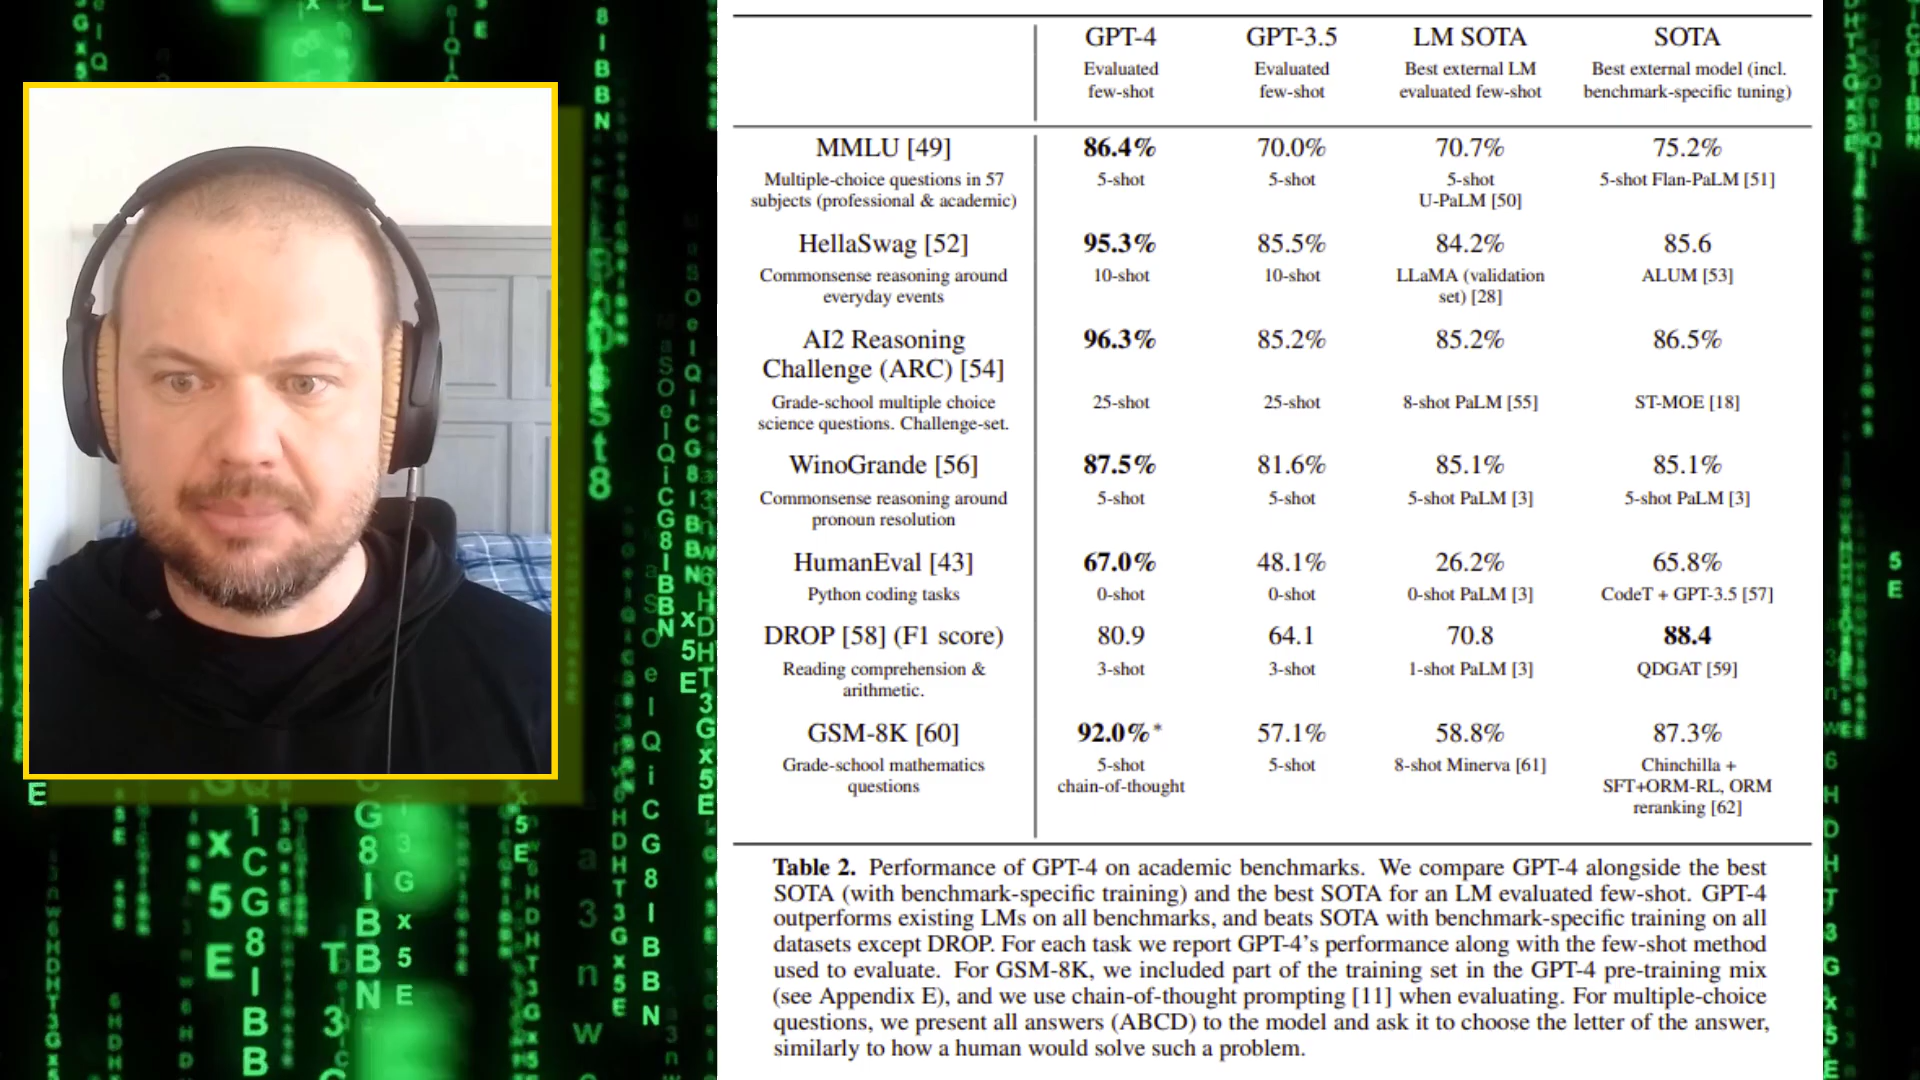 GPT-4 GPT-3.5 LM SOTA SOTA
Evaluated Evaluated Best external LM Best external model (incl.
few-shot few-shot evaluated few-shot benchmark-specific tuning)
MMLU [49] 86.4% 70.0% 70.7% 75.2%
Multiple-choice questions in 57 5-shot 5-shot 5-shot 5-shot Flan-PaLM [51]
subjects (professional & academic) U-PaLM [50]
HellaSwag [52] 95.3% 85.5% 84.2% 85.6
Commonsense reasoning around 10-shot 10-shot LLaMA (validation ALUM [53]
everyday events set) [28]
AI2 Reasoning 96.3% 85.2% 85.2% 86.5%
Challenge (ARC) [54]
Grade-school multiple choice 25-shot 25-shot 8-shot PaLM [55] ST-MOE [18]
science questions. Challenge-set.
WinoGrande [56] 87.5% 81.6% 85.1% 85.1%
Commonsense reasoning around 5-shot 5-shot 5-shot PaLM [3] 5-shot PaLM [3]
pronoun resolution
HumanEval [43] 67.0% 48.1% 26.2% 65.8%
Python coding tasks 0-shot 0-shot 0-shot PaLM [3] CodeT + GPT-3.5 [57]
DROP [58] (F1 score) 80.9 64.1 70.8 88.4
Reading comprehension & 3-shot 3-shot 1-shot PaLM [3] QDGAT [59]
arithmetic.
GSM-8K [60] 92.0%* 57.1% 58.8% 87.3%
Grade-school mathematics 5-shot 5-shot 8-shot Minerva [61] Chinchilla +
questions chain-of-thought SFT+ORM-RL, ORM
reranking [62]
Table 2. Performance of GPT-4 on academic benchmarks. We compare GPT-4 alongside the best
SOTA (with benchmark-specific training) and the best SOTA for an LM evaluated few-shot. GPT-4
outperforms existing LMs on all benchmarks, and beats SOTA with benchmark-specific training on all
datasets except DROP. For each task we report GPT-4's performance along with the few-shot method
used to evaluate. For GSM-8K, we included part of the training set in the GPT-4 pre-training mix
(see Appendix E), and we use chain-of-thought prompting [11] when evaluating. For multiple-choice
questions, we present all answers (ABCD) to the model and ask it to choose the letter of the answer,
similarly to how a human would solve such a problem.